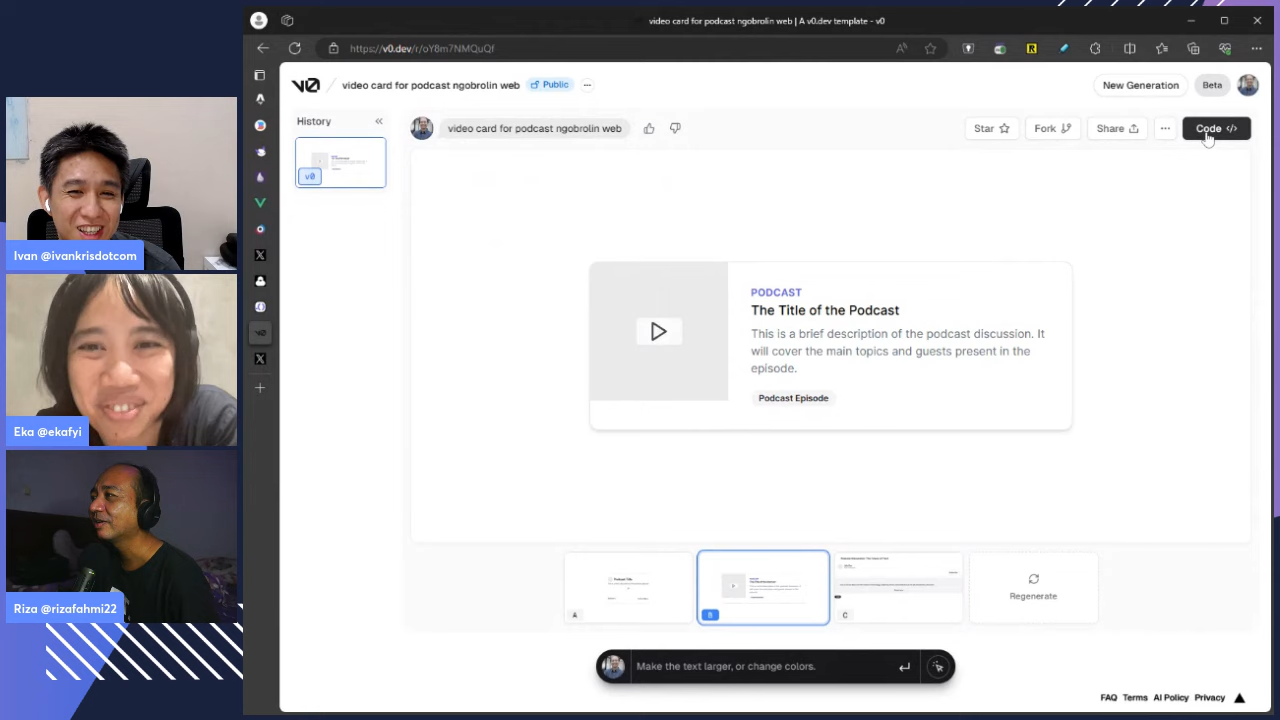 video card for podcast ngobrolin web | A v0.dev template - v0
https://v0.dev/r/oY8m7NMQuQf
v0
video card for podcast ngobrolin web
Public
New Generation
Beta
History
v0
video card for podcast ngobrolin web
Star
Fork
Share
Code
PODCAST
The Title of the Podcast
This is a brief description of the podcast discussion. It
will cover the main topics and guests present in the
episode.
Podcast Episode
Podcast Title
A
B
C
Regenerate
Make the text larger, or change colors.
FAQ Terms AI Policy Privacy
Ivan @ivankrisdotcom
Eka @ekafyi
Riza @rizafahmi22